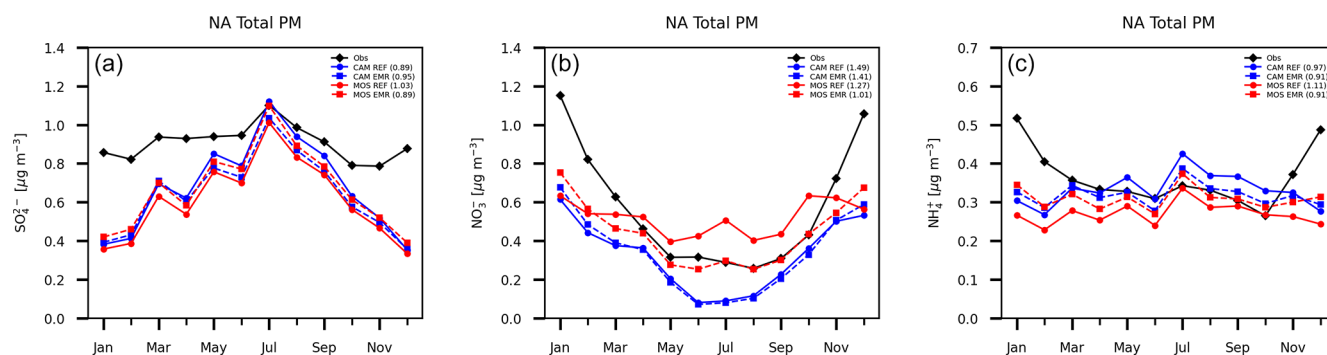 NA Total PM
(a)
SO₄²⁻ [μg m⁻³]
1.4
1.2
1.0
0.8
0.6
0.4
0.2
0.0
Obs
CAM REF (0.89)
CAM EMR (0.95)
MOS REF (1.03)
MOS EMR (0.89)
Jan Mar May Jul Sep Nov
NA Total PM
(b)
NO₃⁻ [μg m⁻³]
1.4
1.2
1.0
0.8
0.6
0.4
0.2
0.0
Obs
CAM REF (1.49)
CAM EMR (1.41)
MOS REF (1.27)
MOS EMR (1.01)
Jan Mar May Jul Sep Nov
NA Total PM
(c)
NH₄⁺ [μg m⁻³]
0.7
0.6
0.5
0.4
0.3
0.2
0.1
0.0
Obs
CAM REF (0.97)
CAM EMR (0.91)
MOS REF (1.11)
MOS EMR (0.91)
Jan Mar May Jul Sep Nov